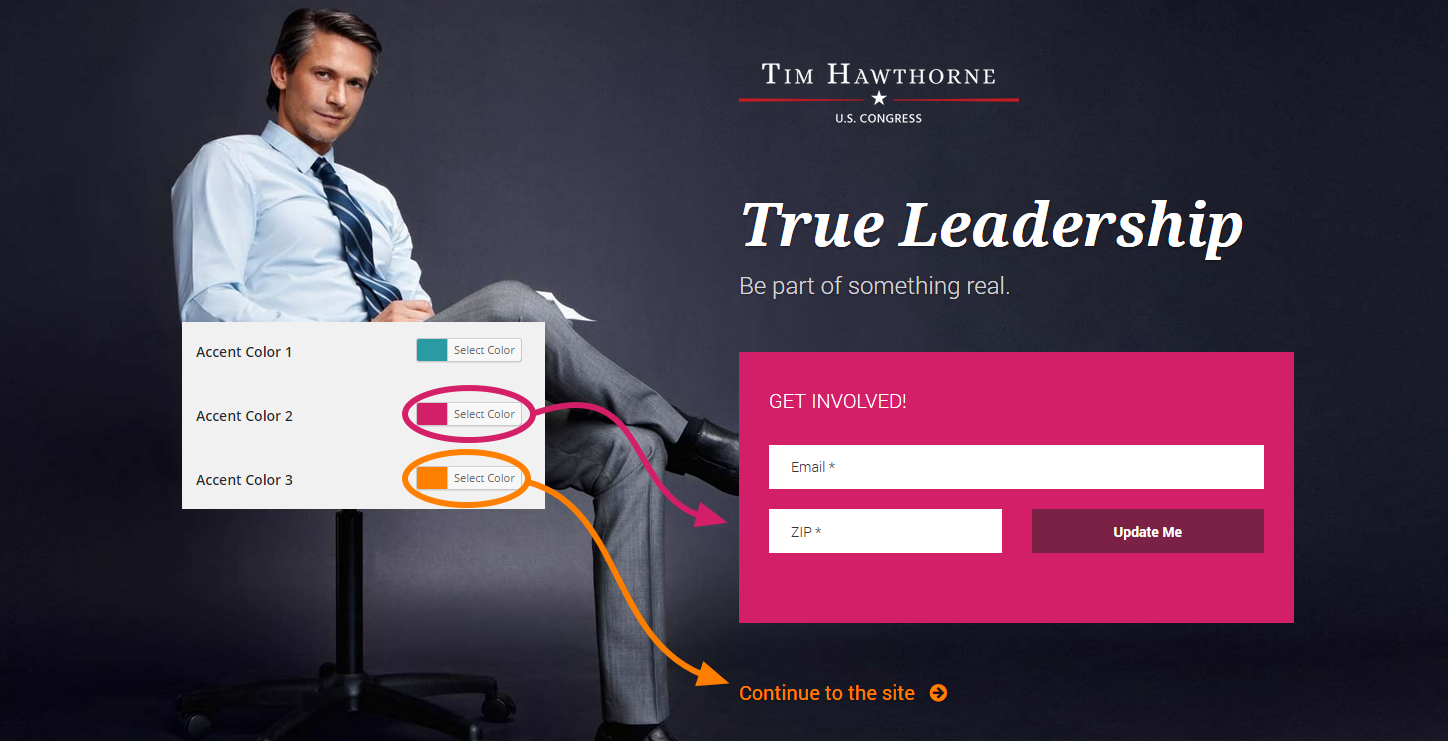 TIM HAWTHORNE
U.S. CONGRESS
True Leadership
Be part of something real.
Accent Color 1
Select Color
Accent Color 2
Select Color
Accent Color 3
Select Color
GET INVOLVED!
Email *
ZIP *
Update Me
Continue to the site